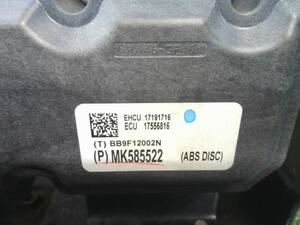 EHCU 17191716
ECU 17556816
(T) BB9F12002N
(P) MK585522 (ABS DISC)